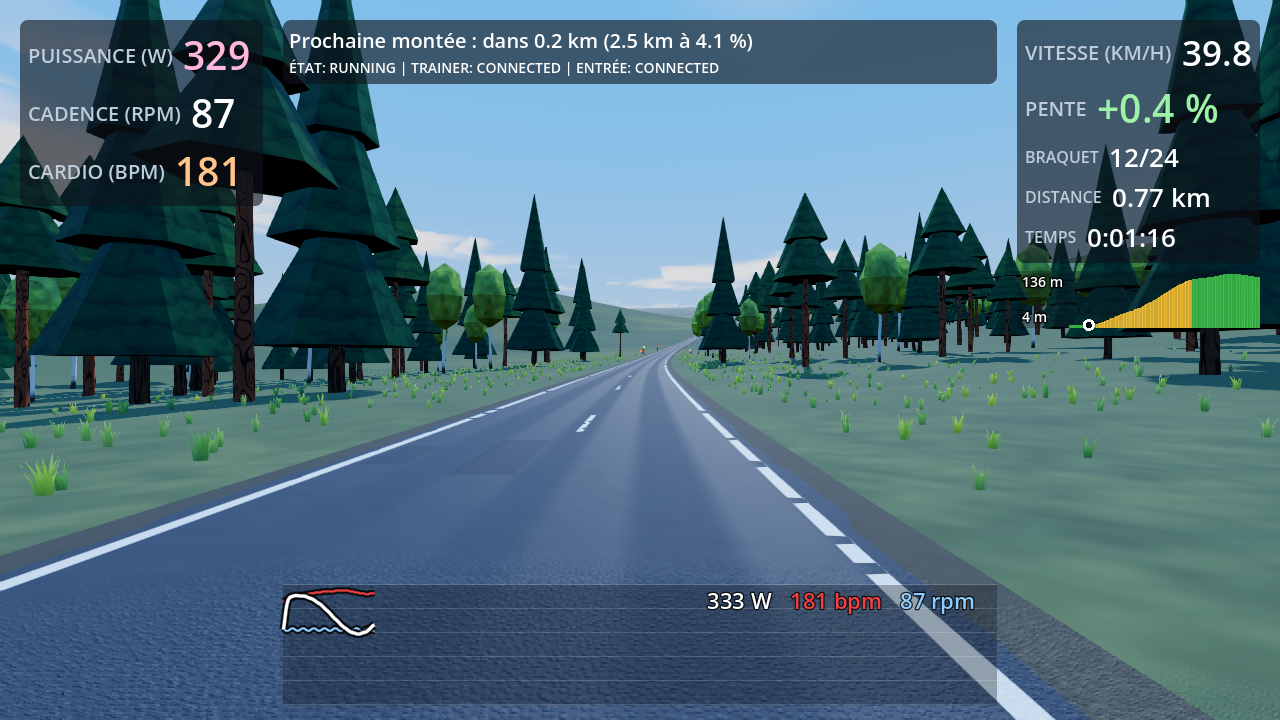 PUISSANCE (W) 329
CADENCE (RPM) 87
CARDIO (BPM) 181
Prochaine montée : dans 0.2 km (2.5 km à 4.1 %)
ÉTAT: RUNNING | TRAINER: CONNECTED | ENTRÉE: CONNECTED
VITESSE (KM/H) 39.8
PENTE +0.4 %
BRAQUET 12/24
DISTANCE 0.77 km
TEMPS 0:01:16
136 m
4 m
333 W 181 bpm 87 rpm